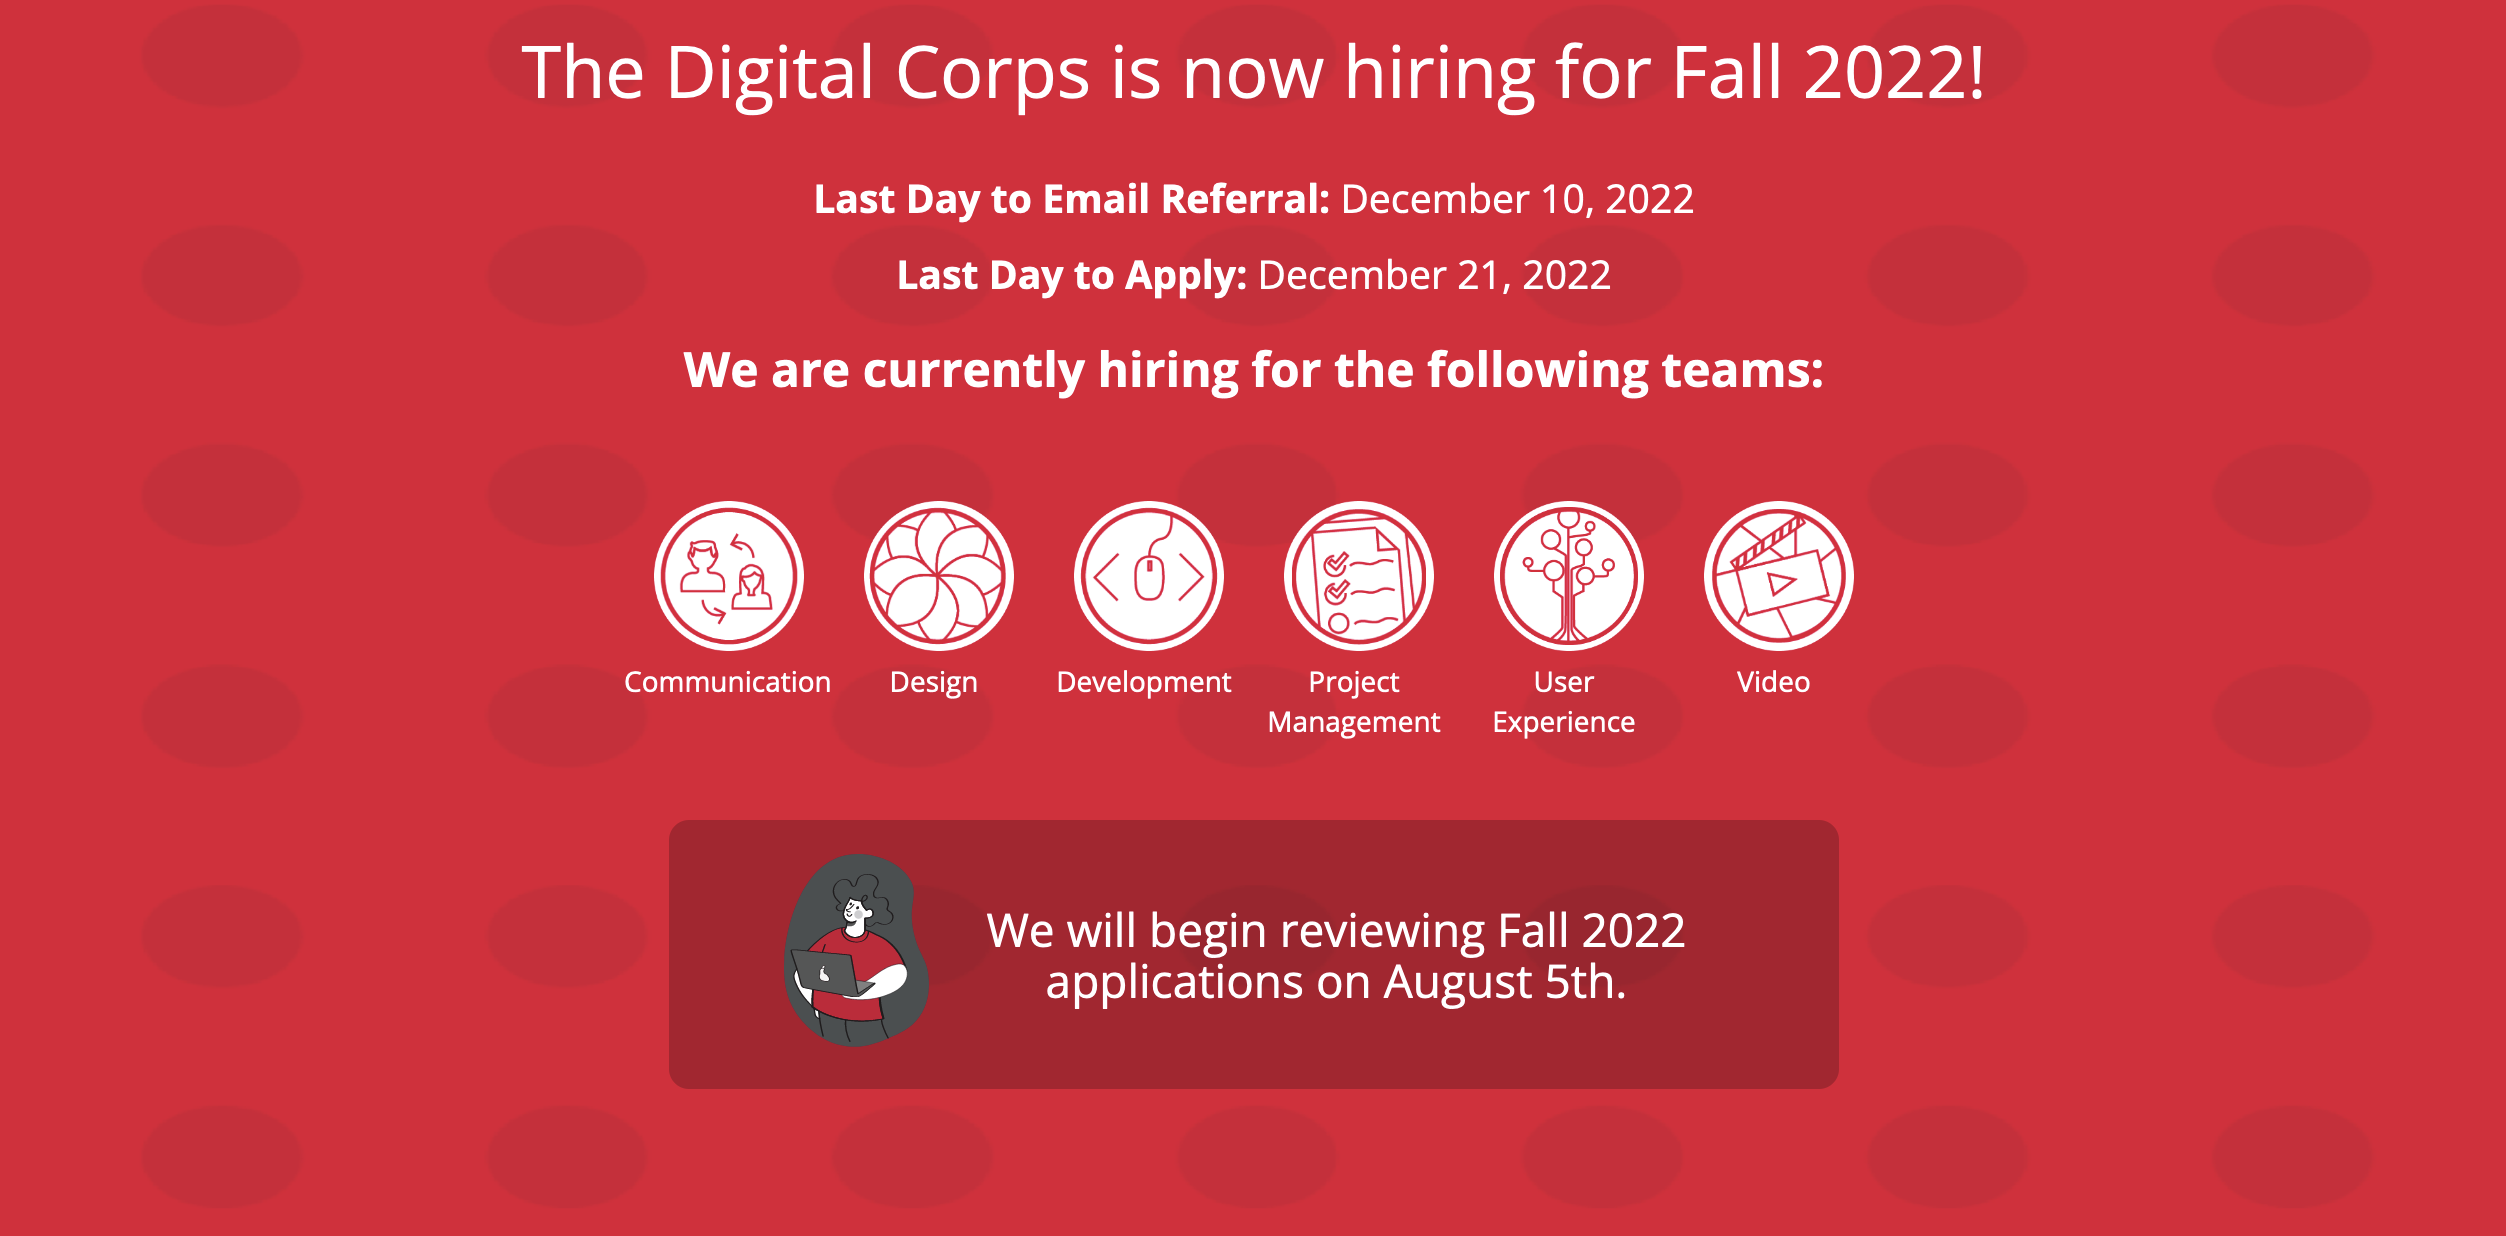 The Digital Corps is now hiring for Fall 2022!
Last Day to Email Referral: December 10, 2022
Last Day to Apply: December 21, 2022
We are currently hiring for the following teams:
Communication
Design
Development
Project
Management
User
Experience
Video
We will begin reviewing Fall 2022
applications on August 5th.